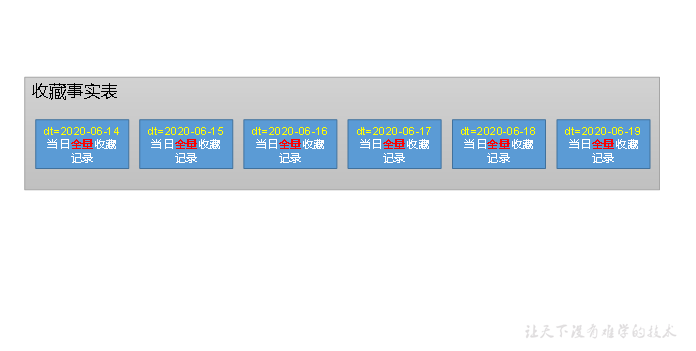 收藏事实表
dt=2020-06-14
当日全量收藏
记录
dt=2020-06-15
当日全量收藏
记录
dt=2020-06-16
当日全量收藏
记录
dt=2020-06-17
当日全量收藏
记录
dt=2020-06-18
当日全量收藏
记录
dt=2020-06-19
当日全量收藏
记录
让天下没有难学的技术